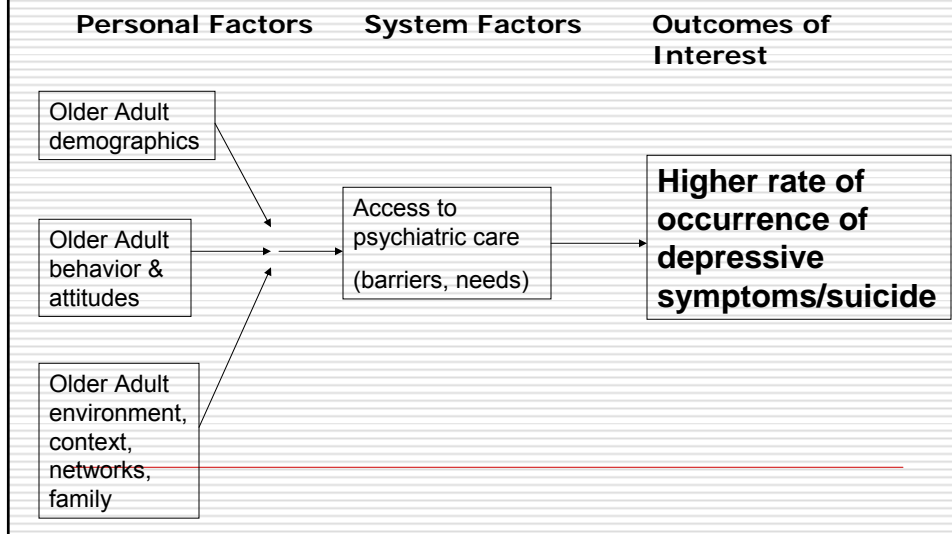 Personal Factors
System Factors
Outcomes of
Interest
Older Adult
demographics
Older Adult
behavior &
attitudes
Older Adult
environment,
context,
networks,
family
Access to
psychiatric care
(barriers, needs)
Higher rate of
occurrence of
depressive
symptoms/suicide